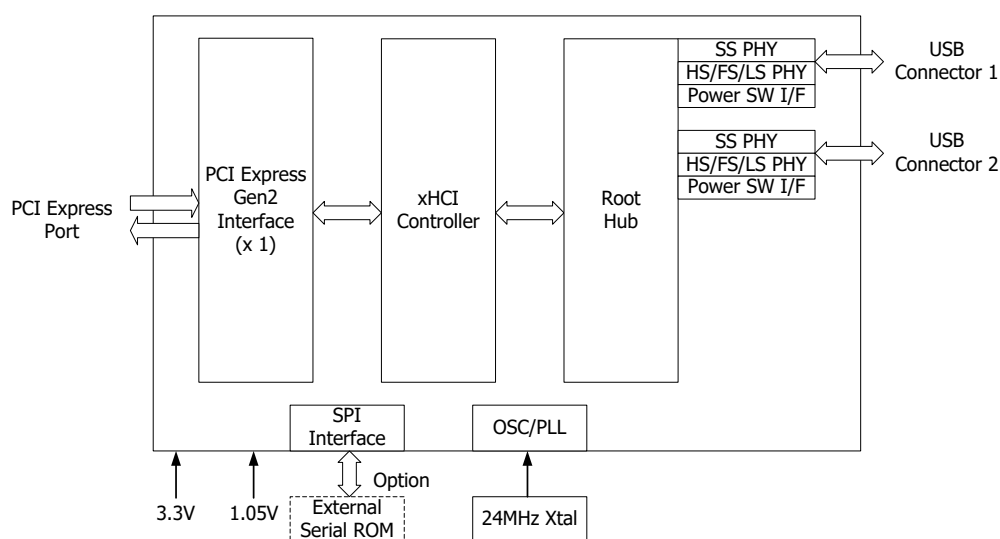 SS PHY
HS/FS/LS PHY
Power SW I/F
USB
Connector 1
SS PHY
HS/FS/LS PHY
Power SW I/F
USB
Connector 2
PCI Express
Port
PCI Express
Gen2
Interface
(x 1)
xHCI
Controller
Root
Hub
SPI
Interface
OSC/PLL
Option
3.3V
1.05V
External
Serial ROM
24MHz Xtal